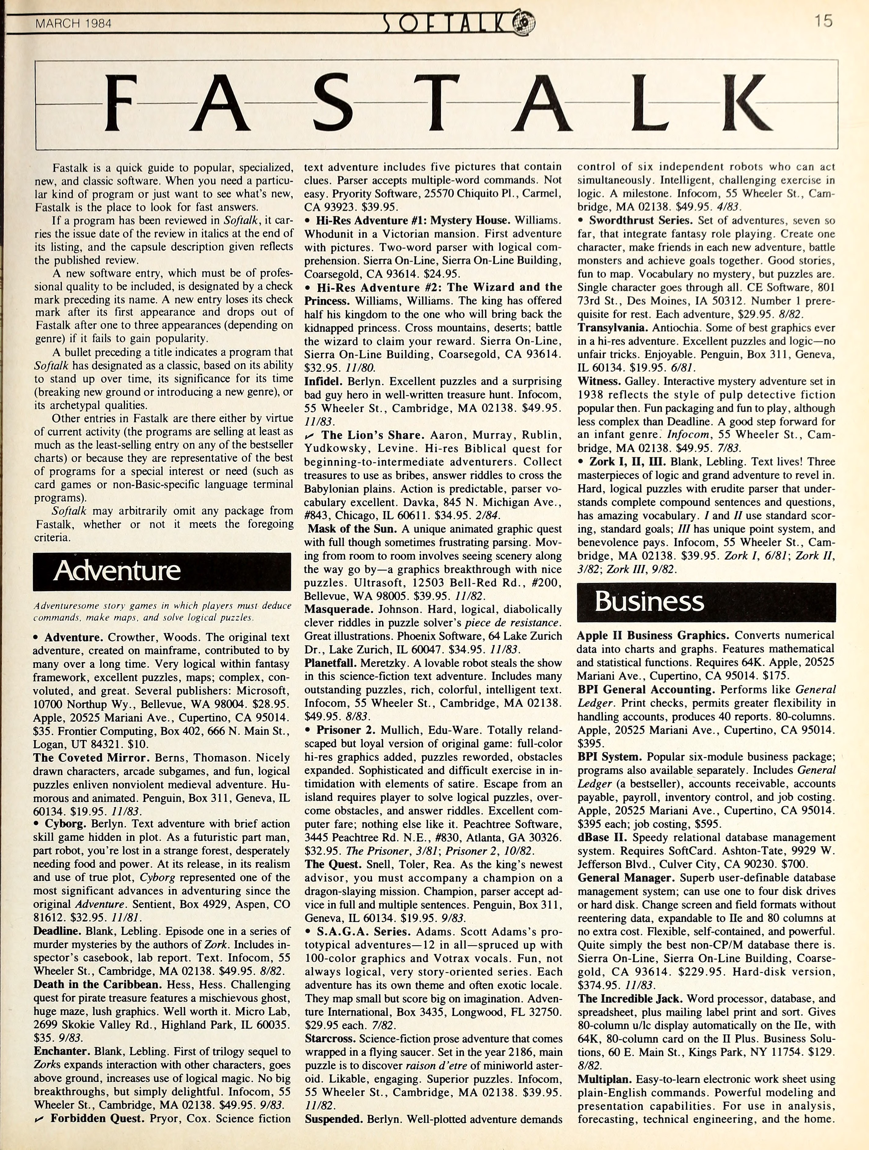 MARCH 1984
SOFTALK
15
FASTALK
Fastalk is a quick guide to popular, specialized,
new, and classic software. When you need a particu-
lar kind of program or just want to see what's new,
Fastalk is the place to look for fast answers.
If a program has been reviewed in Softalk, it car-
ries the issue date of the review in italics at the end of
its listing, and the capsule description given reflects
the published review.
A new software entry, which must be of profes-
sional quality to be included, is designated by a check
mark preceding its name. A new entry loses its check
mark after its first appearance and drops out of
Fastalk after one to three appearances (depending on
genre) if it fails to gain popularity.
A bullet preceding a title indicates a program that
Softalk has designated as a classic, based on its ability
to stand up over time, its significance for its time
(breaking new ground or introducing a new genre), or
its archetypal qualities.
Other entries in Fastalk are there either by virtue
of current activity (the programs are selling at least as
much as the least-selling entry on any of the bestseller
charts) or because they are representative of the best
of programs for a special interest or need (such as
card games or non-Basic-specific language terminal
programs).
Softalk may arbitrarily omit any package from
Fastalk, whether or not it meets the foregoing
criteria.
Adventure
Adventuresome story games in which players must deduce
commands, make maps, and solve logical puzzles.
• Adventure. Crowther, Woods. The original text
adventure, created on mainframe, contributed to by
many over a long time. Very logical within fantasy
framework, excellent puzzles, maps; complex, con-
voluted, and great. Several publishers: Microsoft,
10700 Northup Wy., Bellevue, WA 98004. $28.95.
Apple, 20525 Mariani Ave., Cupertino, CA 95014.
$35. Frontier Computing, Box 402, 666 N. Main St.,
Logan, UT 84321. $10.
The Coveted Mirror. Berns, Thomason. Nicely
drawn characters, arcade subgames, and fun, logical
puzzles enliven nonviolent medieval adventure. Hu-
morous and animated. Penguin, Box 311, Geneva, IL
60134. $19.95. 11/83.
• Cyborg. Berlyn. Text adventure with brief action
skill game hidden in plot. As a futuristic part man,
part robot, you're lost in a strange forest, desperately
needing food and power. At its release, in its realism
and use of true plot, Cyborg represented one of the
most significant advances in adventuring since the
original Adventure. Sentient, Box 4929, Aspen, CO
81612. $32.95. 11/81.
Deadline. Blank, Lebling. Episode one in a series of
murder mysteries by the authors of Zork. Includes in-
spector's casebook, lab report. Text. Infocom, 55
Wheeler St., Cambridge, MA 02138. $49.95. 8/82.
Death in the Caribbean. Hess, Hess. Challenging
quest for pirate treasure features a mischievous ghost,
huge maze, lush graphics. Well worth it. Micro Lab,
2699 Skokie Valley Rd., Highland Park, IL 60035.
$35. 9/83.
Enchanter. Blank, Lebling. First of trilogy sequel to
Zorks expands interaction with other characters, goes
above ground, increases use of logical magic. No big
breakthroughs, but simply delightful. Infocom, 55
Wheeler St., Cambridge, MA 02138. $49.95. 9/83.
✓ Forbidden Quest. Pryor, Cox. Science fiction
text adventure includes five pictures that contain
clues. Parser accepts multiple-word commands. Not
easy. Pryority Software, 25570 Chiquito Pl., Carmel,
CA 93923. $39.95.
• Hi-Res Adventure #1: Mystery House. Williams.
Whodunit in a Victorian mansion. First adventure
with pictures. Two-word parser with logical com-
prehension. Sierra On-Line, Sierra On-Line Building,
Coarsegold, CA 93614. $24.95.
• Hi-Res Adventure #2: The Wizard and the
Princess. Williams, Williams. The king has offered
half his kingdom to the one who will bring back the
kidnapped princess. Cross mountains, deserts; battle
the wizard to claim your reward. Sierra On-Line,
Sierra On-Line Building, Coarsegold, CA 93614.
$32.95. 11/80.
Infidel. Berlyn. Excellent puzzles and a surprising
bad guy hero in well-written treasure hunt. Infocom,
55 Wheeler St., Cambridge, MA 02138. $49.95.
11/83.
✓ The Lion's Share. Aaron, Murray, Rublin,
Yudkowsky, Levine. Hi-res Biblical quest for
beginning-to-intermediate adventurers. Collect
treasures to use as bribes, answer riddles to cross the
Babylonian plains. Action is predictable, parser vo-
cabulary excellent. Davka, 845 N. Michigan Ave.,
#843, Chicago, IL 60611. $34.95. 2/84.
Mask of the Sun. A unique animated graphic quest
with full though sometimes frustrating parsing. Mov-
ing from room to room involves seeing scenery along
the way go by—a graphics breakthrough with nice
puzzles. Ultrasoft, 12503 Bell-Red Rd., #200,
Bellevue, WA 98005. $39.95. 11/82.
Masquerade. Johnson. Hard, logical, diabolically
clever riddles in puzzle solver's piece de resistance.
Great illustrations. Phoenix Software, 64 Lake Zurich
Dr., Lake Zurich, IL 60047. $34.95. 11/83.
Planetfall. Meretzky. A lovable robot steals the show
in this science-fiction text adventure. Includes many
outstanding puzzles, rich, colorful, intelligent text.
Infocom, 55 Wheeler St., Cambridge, MA 02138.
$49.95. 8/83.
• Prisoner 2. Mullich, Edu-Ware. Totally reland-
scaped but loyal version of original game: full-color
hi-res graphics added, puzzles reworded, obstacles
expanded. Sophisticated and difficult exercise in in-
timidation with elements of satire. Escape from an
island requires player to solve logical puzzles, over-
come obstacles, and answer riddles. Excellent com-
puter fare; nothing else like it. Peachtree Software,
3445 Peachtree Rd. N.E., #830, Atlanta, GA 30326.
$32.95. The Prisoner, 3/81; Prisoner 2, 10/82.
The Quest. Snell, Toler, Rea. As the king's newest
advisor, you must accompany a champion on a
dragon-slaying mission. Champion, parser accept ad-
vice in full and multiple sentences. Penguin, Box 311,
Geneva, IL 60134. $19.95. 9/83.
• S.A.G.A. Series. Adams. Scott Adams's pro-
totypical adventures—12 in all—spruced up with
100-color graphics and Votrax vocals. Fun, not
always logical, very story-oriented series. Each
adventure has its own theme and often exotic locale.
They map small but score big on imagination. Adven-
ture International, Box 3435, Longwood, FL 32750.
$29.95 each. 7/82.
Starcross. Science-fiction prose adventure that comes
wrapped in a flying saucer. Set in the year 2186, main
puzzle is to discover raison d'etre of miniworld aster-
oid. Likable, engaging. Superior puzzles. Infocom,
55 Wheeler St., Cambridge, MA 02138. $39.95.
11/82.
Suspended. Berlyn. Well-plotted adventure demands
control of six independent robots who can act
simultaneously. Intelligent, challenging exercise in
logic. A milestone. Infocom, 55 Wheeler St., Cam-
bridge, MA 02138. $49.95. 4/83.
• Swordthrust Series. Set of adventures, seven so
far, that integrate fantasy role playing. Create one
character, make friends in each new adventure, battle
monsters and achieve goals together. Good stories,
fun to map. Vocabulary no mystery, but puzzles are.
Single character goes through all. CE Software, 801
73rd St., Des Moines, IA 50312. Number 1 prere-
quisite for rest. Each adventure, $29.95. 8/82.
Transylvania. Antiochia. Some of best graphics ever
in a hi-res adventure. Excellent puzzles and logic—no
unfair tricks. Enjoyable. Penguin, Box 311, Geneva,
IL 60134. $19.95. 6/81.
Witness. Galley. Interactive mystery adventure set in
1938 reflects the style of pulp detective fiction
popular then. Fun packaging and fun to play, although
less complex than Deadline. A good step forward for
an infant genre. Infocom, 55 Wheeler St., Cam-
bridge, MA 02138. $49.95. 7/83.
• Zork I, II, III. Blank, Lebling. Text lives! Three
masterpieces of logic and grand adventure to revel in.
Hard, logical puzzles with erudite parser that under-
stands complete compound sentences and questions,
has amazing vocabulary. I and II use standard scor-
ing, standard goals; III has unique point system, and
benevolence pays. Infocom, 55 Wheeler St., Cam-
bridge, MA 02138. $39.95. Zork I, 6/81; Zork II,
3/82; Zork III, 9/82.
Business
Apple II Business Graphics. Converts numerical
data into charts and graphs. Features mathematical
and statistical functions. Requires 64K. Apple, 20525
Mariani Ave., Cupertino, CA 95014. $175.
BPI General Accounting. Performs like General
Ledger. Print checks, permits greater flexibility in
handling accounts, produces 40 reports. 80-columns.
Apple, 20525 Mariani Ave., Cupertino, CA 95014.
$395.
BPI System. Popular six-module business package;
programs also available separately. Includes General
Ledger (a bestseller), accounts receivable, accounts
payable, payroll, inventory control, and job costing.
Apple, 20525 Mariani Ave., Cupertino, CA 95014.
$395 each; job costing, $595.
dBase II. Speedy relational database management
system. Requires SoftCard. Ashton-Tate, 9929 W.
Jefferson Blvd., Culver City, CA 90230. $700.
General Manager. Superb user-definable database
management system; can use one to four disk drives
or hard disk. Change screen and field formats without
reentering data, expandable to IIe and 80 columns at
no extra cost. Flexible, self-contained, and powerful.
Quite simply the best non-CP/M database there is.
Sierra On-Line, Sierra On-Line Building, Coarse-
gold, CA 93614. $229.95. Hard-disk version,
$374.95. 11/83.
The Incredible Jack. Word processor, database, and
spreadsheet, plus mailing label print and sort. Gives
80-column u/lc display automatically on the IIe, with
64K, 80-column card on the II Plus. Business Solu-
tions, 60 E. Main St., Kings Park, NY 11754. $129.
8/82.
Multiplan. Easy-to-learn electronic work sheet using
plain-English commands. Powerful modeling and
presentation capabilities. For use in analysis,
forecasting, technical engineering, and the home.